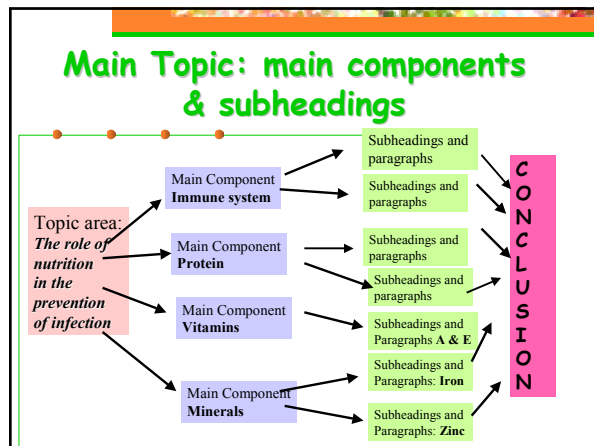 Main Topic: main components
& subheadings
Topic area:
The role of
nutrition
in the
prevention
of infection
Main Component
Immune system
Main Component
Protein
Main Component
Vitamins
Main Component
Minerals
Subheadings and
paragraphs
Subheadings and
paragraphs
Subheadings and
paragraphs
Subheadings and
paragraphs
Subheadings and
Paragraphs A & E
Subheadings and
Paragraphs: Iron
Subheadings and
Paragraphs: Zinc
C
O
N
C
L
U
S
I
O
N